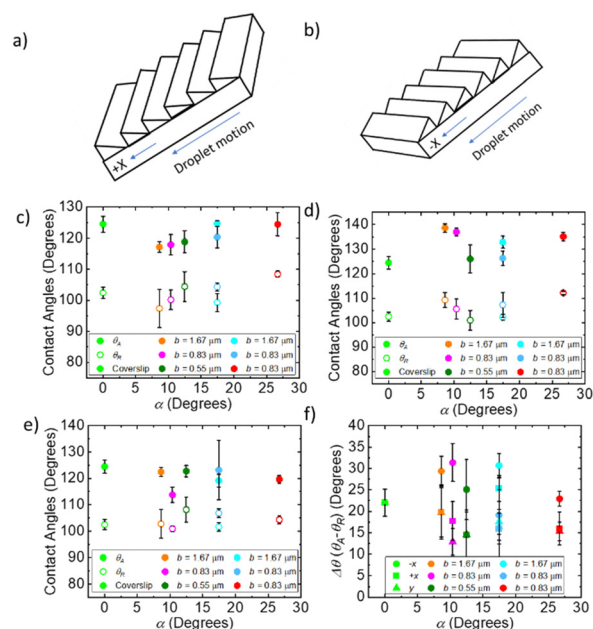 a)
b)
+X
Droplet motion
-X
Droplet motion
c)
Contact Angles (Degrees)
130
120
110
100
90
80
θA b = 1.67 μm b = 1.67 μm
θR b = 0.83 μm b = 0.83 μm
Coverslip b = 0.55 μm b = 0.83 μm
0 5 10 15 20 25 30
α (Degrees)
d)
Contact Angles (Degrees)
140
130
120
110
100
90
80
θA b = 1.67 μm b = 1.67 μm
θR b = 0.83 μm b = 0.83 μm
Coverslip b = 0.55 μm b = 0.83 μm
0 5 10 15 20 25 30
α (Degrees)
e)
Contact Angles (Degrees)
140
130
120
110
100
90
80
θA b = 1.67 μm b = 1.67 μm
θR b = 0.83 μm b = 0.83 μm
Coverslip b = 0.55 μm b = 0.83 μm
0 5 10 15 20 25 30
α (Degrees)
f)
Δθ (θA-θR) (Degrees)
40
35
30
25
20
15
10
5
0
-x b = 1.67 μm b = 1.67 μm
+x b = 0.83 μm b = 0.83 μm
y b = 0.55 μm b = 0.83 μm
0 5 10 15 20 25 30
α (Degrees)